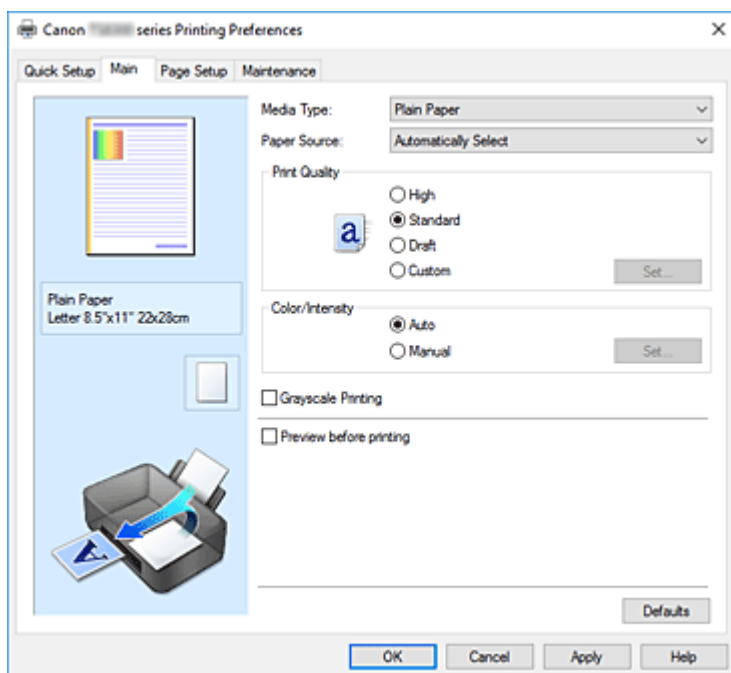 Canon series Printing Preferences
Quick Setup Main Page Setup Maintenance
Media Type: Plain Paper
Paper Source: Automatically Select
Print Quality
High
a Standard
Draft
Custom Set...
Plain Paper
Letter 8.5"x11" 22x28cm
Color/Intensity
Auto
Manual Set...
Grayscale Printing
Preview before printing
A
Defaults
OK Cancel Apply Help